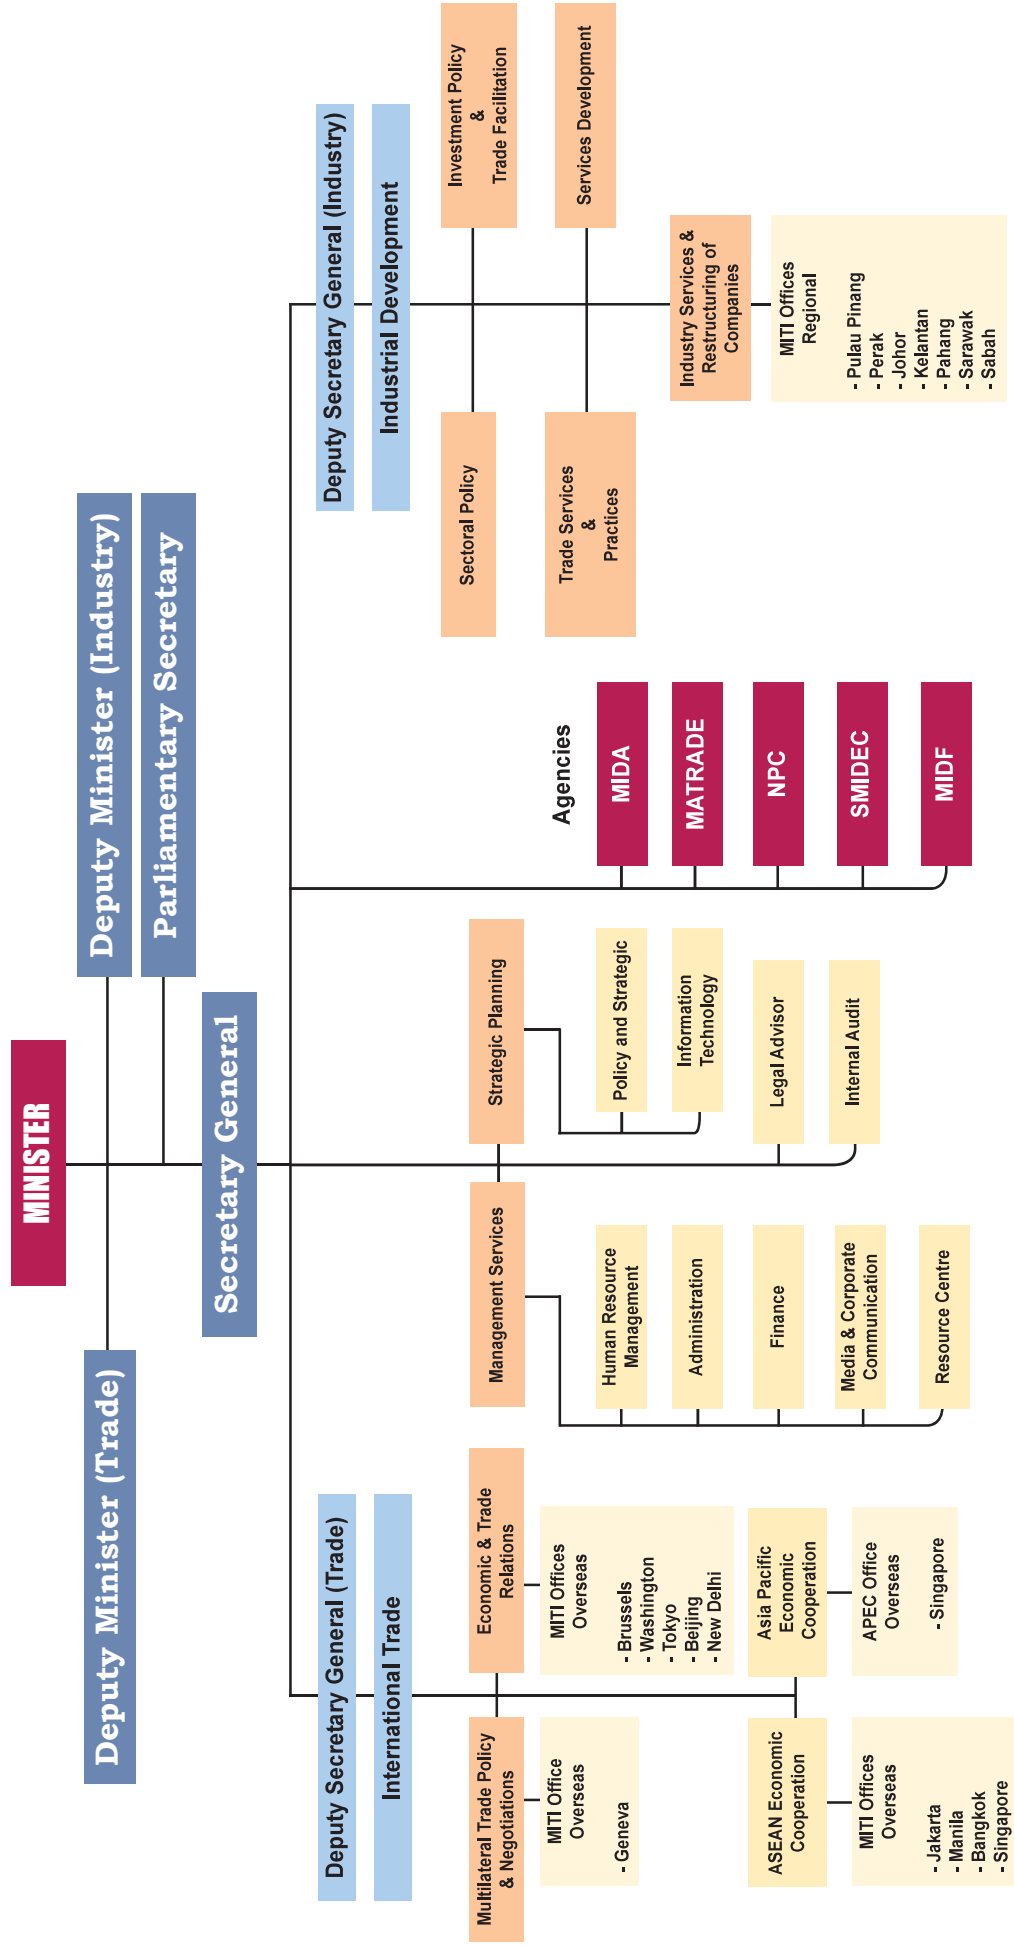 MINISTER
Deputy Minister (Trade)
Deputy Minister (Industry)
Parliamentary Secretary
Secretary General
Deputy Secretary General (Trade)
International Trade
Multilateral Trade Policy
& Negotiations
MITI Office
Overseas
- Geneva
Economic & Trade
Relations
MITI Offices
Overseas
- Brussels
- Washington
- Tokyo
- Beijing
- New Delhi
ASEAN Economic
Cooperation
MITI Offices
Overseas
- Jakarta
- Manila
- Bangkok
- Singapore
Asia Pacific
Economic
Cooperation
APEC Office
Overseas
- Singapore
Management Services
Human Resource
Management
Administration
Finance
Media & Corporate
Communication
Resource Centre
Strategic Planning
Policy and Strategic
Information
Technology
Legal Advisor
Internal Audit
Agencies
MIDA
MATRADE
NPC
SMIDEC
MIDF
Deputy Secretary General (Industry)
Industrial Development
Sectoral Policy
Investment Policy
&
Trade Facilitation
Trade Services
&
Practices
Services Development
Industry Services &
Restructuring of
Companies
MITI Offices
Regional
- Pulau Pinang
- Perak
- Johor
- Kelantan
- Pahang
- Sarawak
- Sabah